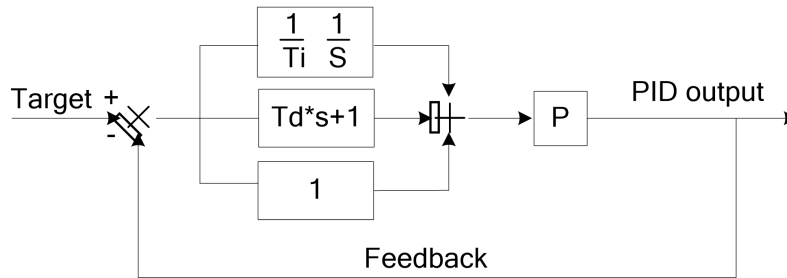 1 1
Ti S
Target +
-
Td*s+1
P
PID output
1
Feedback